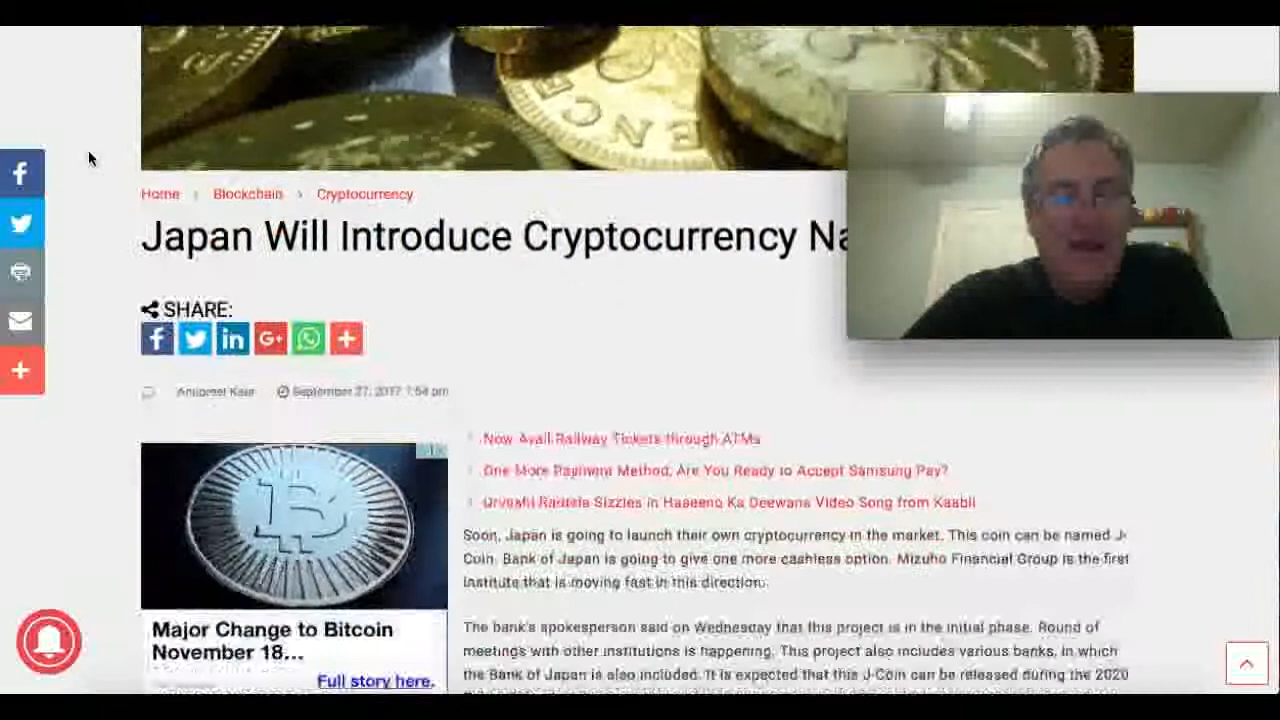 Home › Blockchain › Cryptocurrency
Japan Will Introduce Cryptocurrency Na
SHARE:
September 27, 2017 7:54 pm
Now Avail Railway Tickets through ATMs
One More Payment Method, Are You Ready to Accept Samsung Pay?
Urvashi Rautela Sizzles in Haseeno Ka Deewana Video Song from Kaabil
Soon, Japan is going to launch their own cryptocurrency in the market. This coin can be named J-
Coin. Bank of Japan is going to give one more cashless option. Mizuho Financial Group is the first
institute that is moving fast in this direction.
Major Change to Bitcoin
November 18...
Full story here.
The bank's spokesperson said on Wednesday that this project is in the initial phase. Round of
meetings with other institutions is happening. This project also includes various banks, in which
the Bank of Japan is also included. It is expected that this J-Coin can be released during the 2020